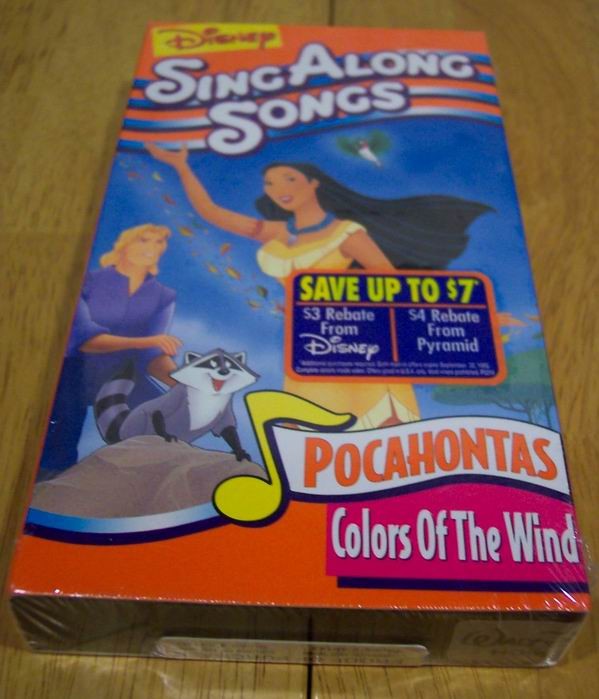 Disney
SING ALONG
SONGS
SAVE UP TO $7*
$3 Rebate
From
Disney
$4 Rebate
From
Pyramid
POCAHONTAS
Colors Of The Wind